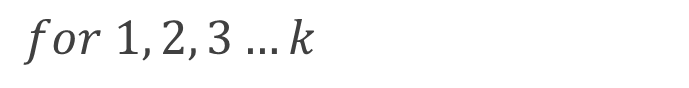 for 1, 2, 3 … k